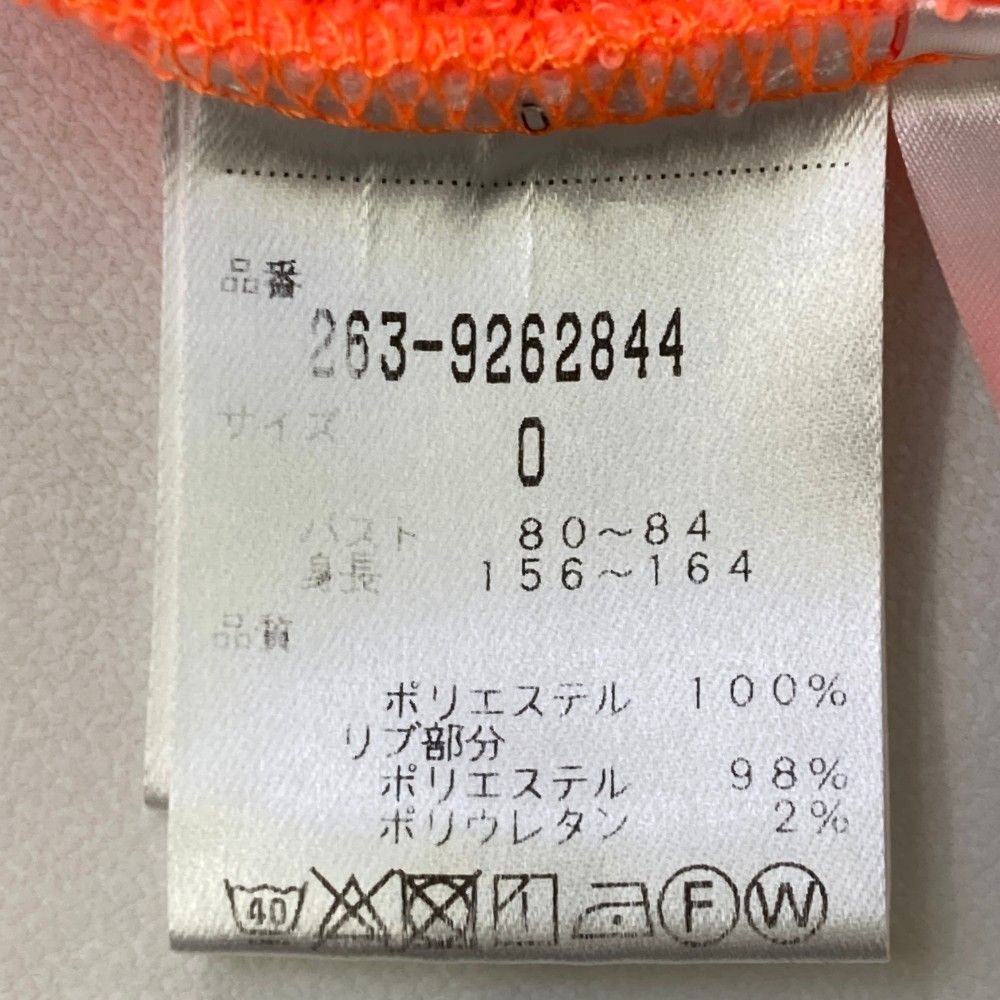 0
品番
263-9262844
サイズ
0
バスト 80～84
身長 156～164
品質
ポリエステル 100%
リブ部分
ポリエステル 98%
ポリウレタン 2%
40 F W